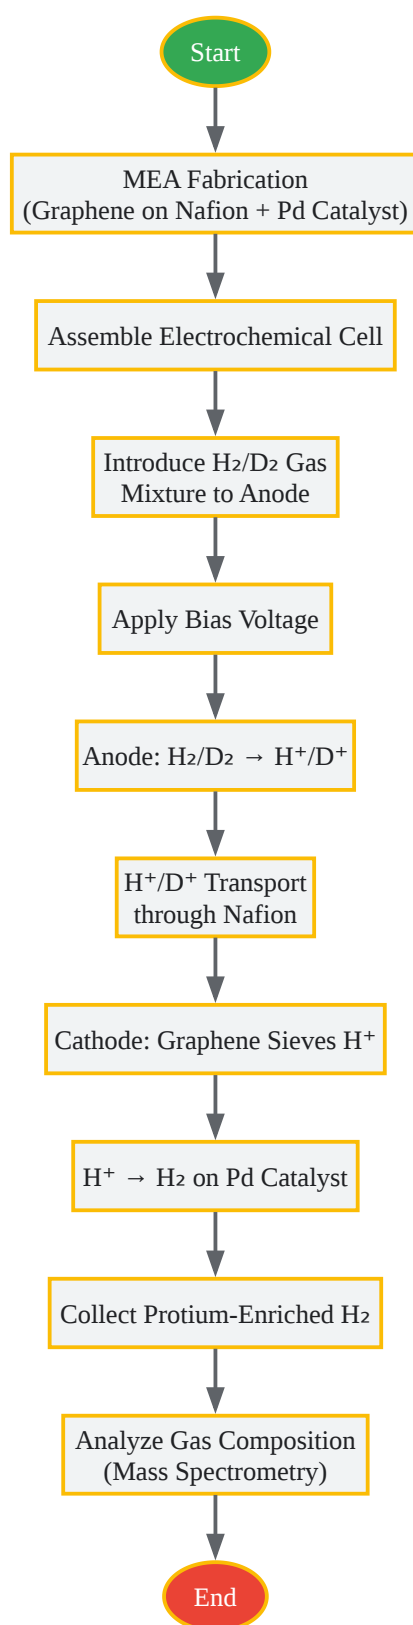 Start
MEA Fabrication
(Graphene on Nafion + Pd Catalyst)
Assemble Electrochemical Cell
Introduce H₂/D₂ Gas
Mixture to Anode
Apply Bias Voltage
Anode: H₂/D₂ → H⁺/D⁺
H⁺/D⁺ Transport
through Nafion
Cathode: Graphene Sieves H⁺
H⁺ → H₂ on Pd Catalyst
Collect Protium-Enriched H₂
Analyze Gas Composition
(Mass Spectrometry)
End